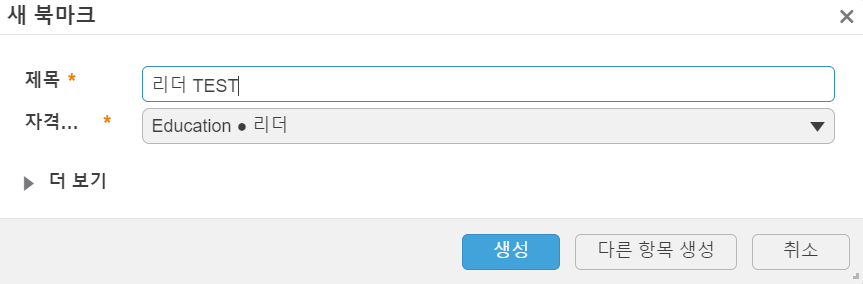 새 북마크
제목 *
리더 TEST
자격... *
Education ● 리더
더 보기
생성
다른 항목 생성
취소